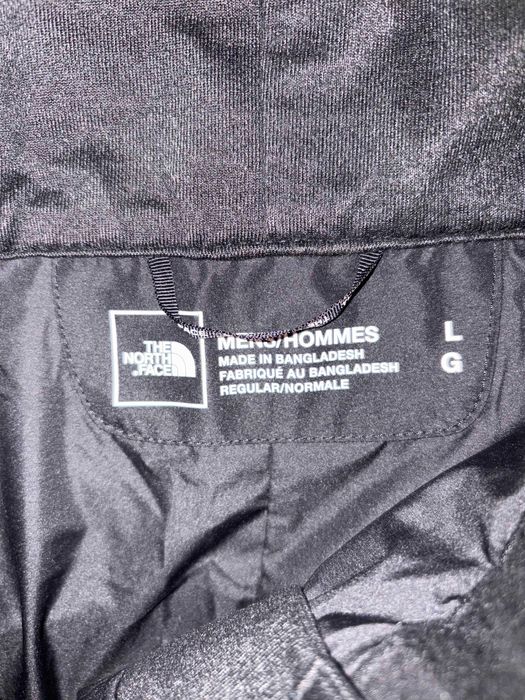 THE
NORTH
FACE
MENS/HOMMES
MADE IN BANGLADESH
FABRIQUÉ AU BANGLADESH
REGULAR/NORMALE
L
G